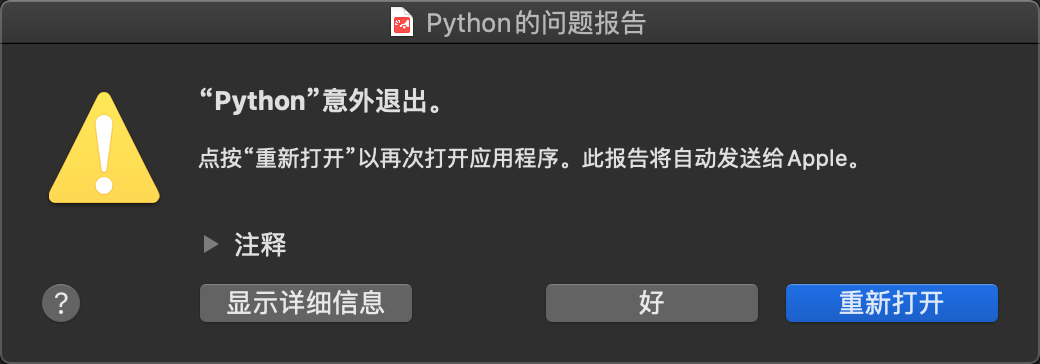 Python的问题报告
“Python”意外退出。
点按“重新打开”以再次打开应用程序。此报告将自动发送给Apple。
注释
?
显示详细信息
好
重新打开